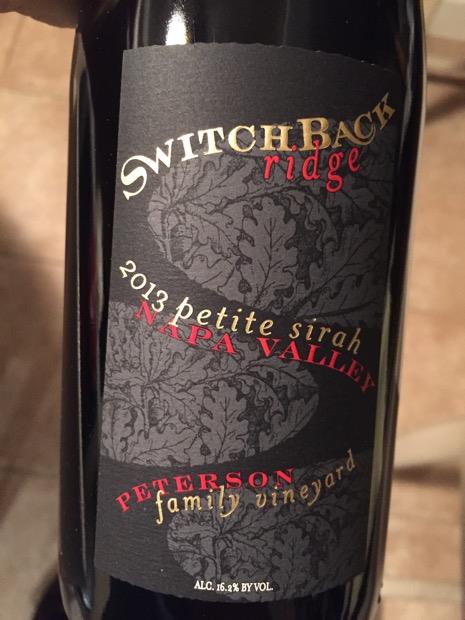 SWITCHBACK
ridge
2013 petite sirah
NAPA VALLEY
PETERSON
family vineyard
ALC. 16.2% BY VOL.